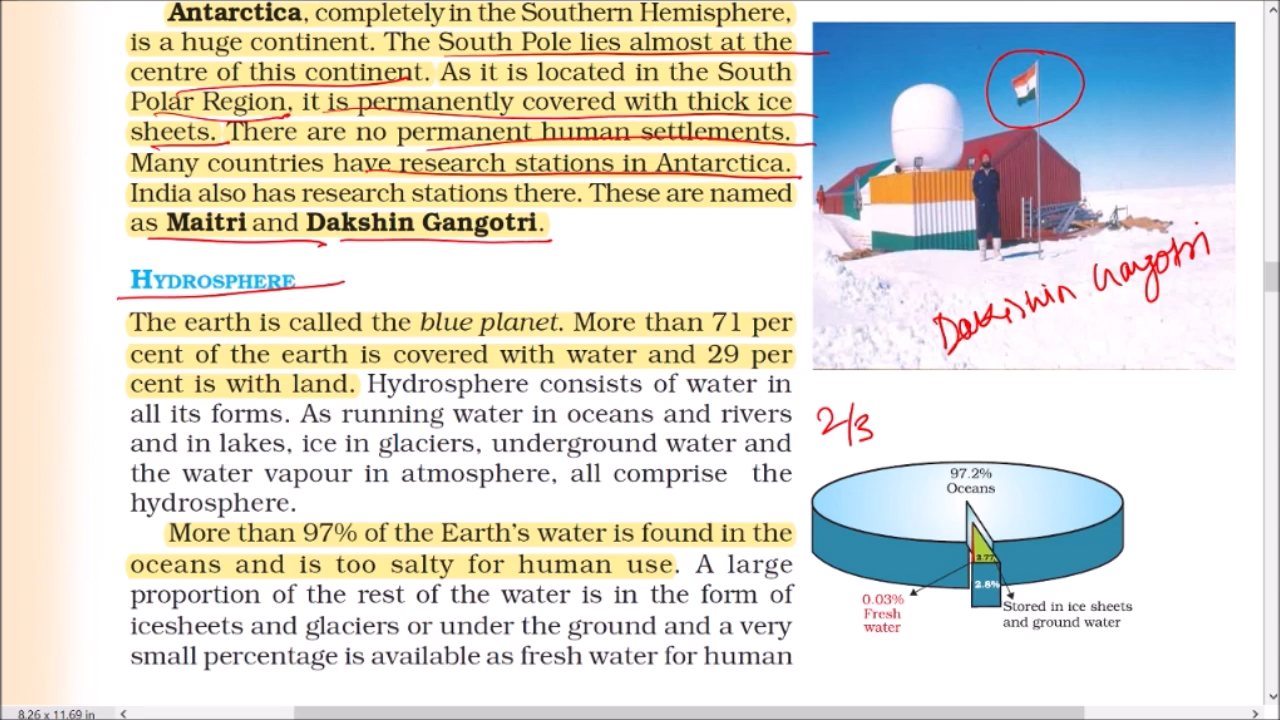 Antarctica, completely in the Southern Hemisphere,
is a huge continent. The South Pole lies almost at the
centre of this continent. As it is located in the South
Polar Region, it is permanently covered with thick ice
sheets. There are no permanent human settlements.
Many countries have research stations in Antarctica.
India also has research stations there. These are named
as Maitri and Dakshin Gangotri.
HYDROSPHERE
The earth is called the blue planet. More than 71 per
cent of the earth is covered with water and 29 per
cent is with land. Hydrosphere consists of water in
all its forms. As running water in oceans and rivers
and in lakes, ice in glaciers, underground water and
the water vapour in atmosphere, all comprise the
hydrosphere.
More than 97% of the Earth's water is found in the
oceans and is too salty for human use. A large
proportion of the rest of the water is in the form of
icesheets and glaciers or under the ground and a very
small percentage is available as fresh water for human
Dakishin Gangotri
2/3
97.2%
Oceans
2.77
2.8%
0.03%
Fresh
water
Stored in ice sheets
and ground water
8.26 x 11.69 in